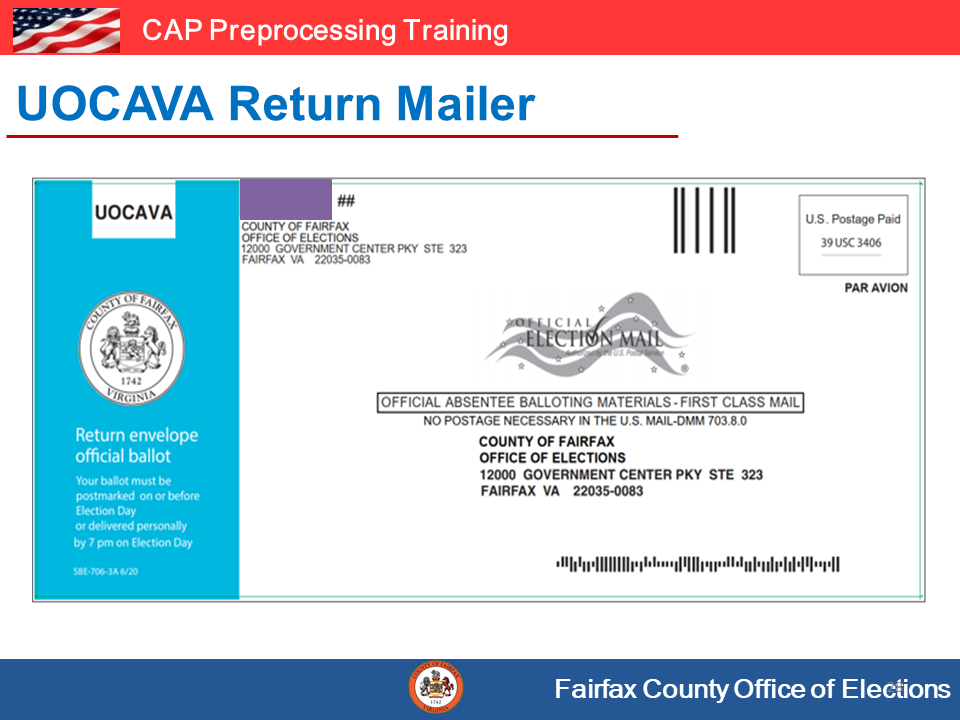 CAP Preprocessing Training
UOCAVA Return Mailer
UOCAVA
##
COUNTY OF FAIRFAX
OFFICE OF ELECTIONS
12000 GOVERNMENT CENTER PKY STE 323
FAIRFAX VA 22035-0083
U.S. Postage Paid
39 USC 3406
PAR AVION
COUNTY OF FAIRFAX
1742
VIRGINIA
OFFICIAL
ELECTION MAIL
Authorized by the U.S. Postal Service
®
OFFICIAL ABSENTEE BALLOTING MATERIALS - FIRST CLASS MAIL
NO POSTAGE NECESSARY IN THE U.S. MAIL-DMM 703.8.0
COUNTY OF FAIRFAX
OFFICE OF ELECTIONS
12000 GOVERNMENT CENTER PKY STE 323
FAIRFAX VA 22035-0083
Return envelope
official ballot
Your ballot must be
postmarked on or before
Election Day
or delivered personally
by 7 pm on Election Day
SBE-706-3A 6/20
COUNTY OF FAIRFAX
1742
VIRGINIA
Fairfax County Office of Elections